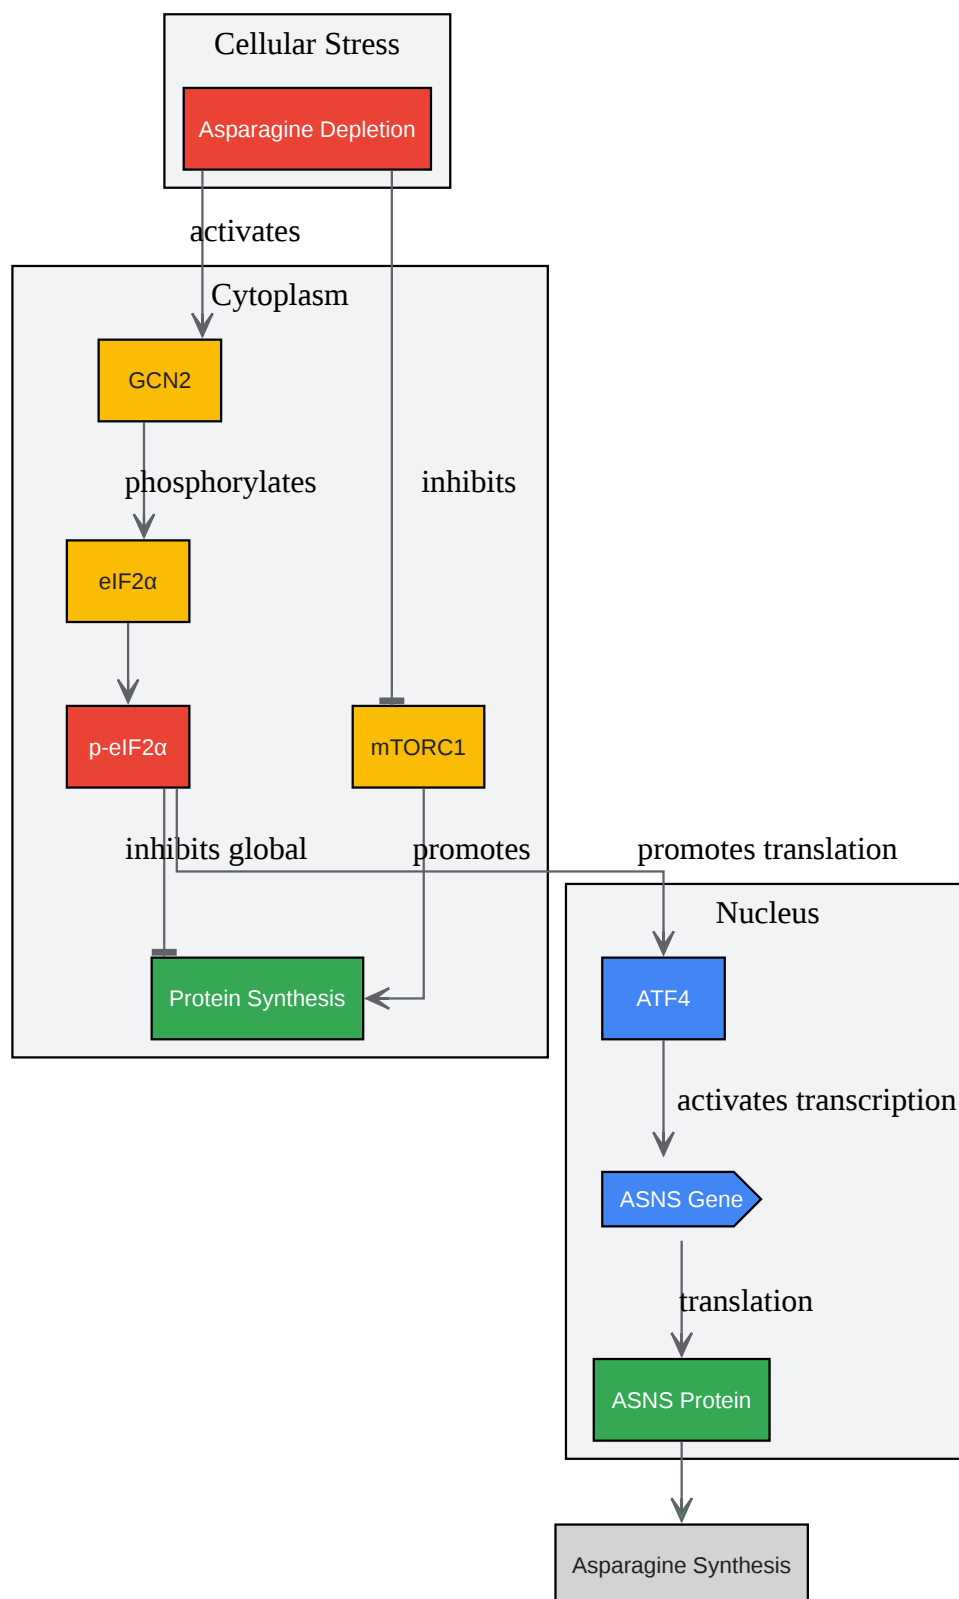 Cellular Stress
Asparagine Depletion
activates
Cytoplasm
GCN2
phosphorylates
inhibits
eIF2α
p-eIF2α
mTORC1
inhibits global
promotes
promotes translation
Nucleus
Protein Synthesis
ATF4
activates transcription
ASNS Gene
translation
ASNS Protein
Asparagine Synthesis